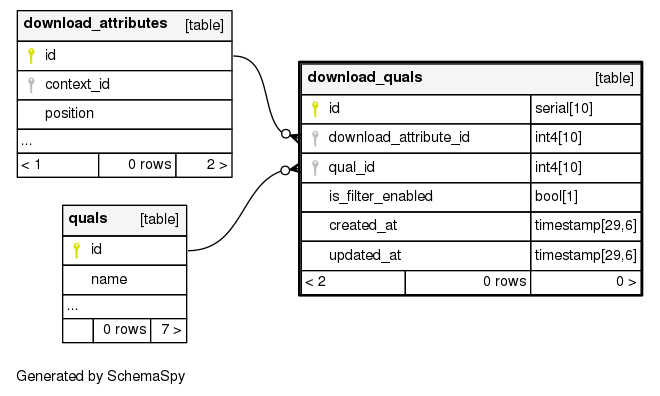 download_attributes [table]
id
context_id
position
...
< 1 0 rows 2 >
download_quals [table]
id serial[10]
download_attribute_id int4[10]
qual_id int4[10]
is_filter_enabled bool[1]
created_at timestamp[29,6]
updated_at timestamp[29,6]
< 2 0 rows 0 >
quals [table]
id
name
...
0 rows 7 >
Generated by SchemaSpy